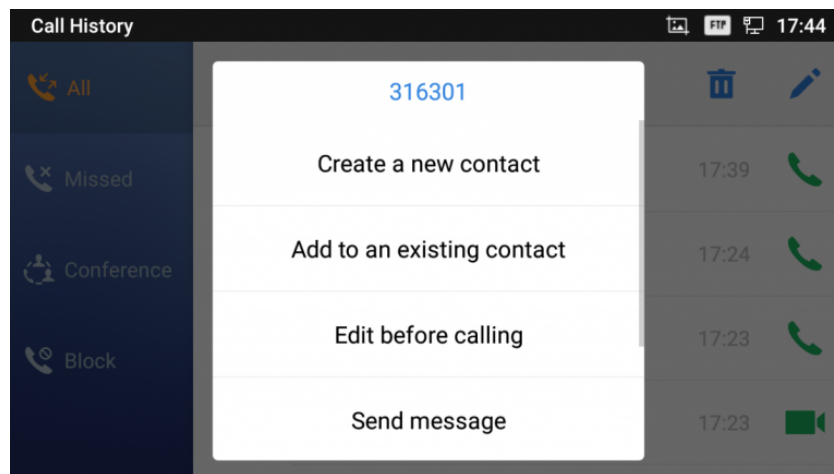 Call History
FTP 17:44
All
316301
Create a new contact
Missed
17:39
Add to an existing contact
Conference
17:24
Edit before calling
Block
17:23
Send message
17:23